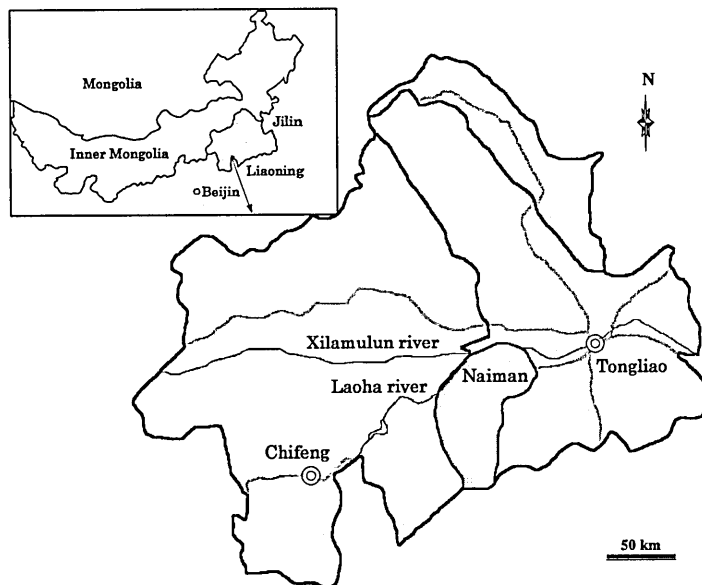 Mongolia
Jilin
Inner Mongolia
Liaoning
Beijin
N
Xilamulun river
Laoha river
Naiman
Tongliao
Chifeng
50 km